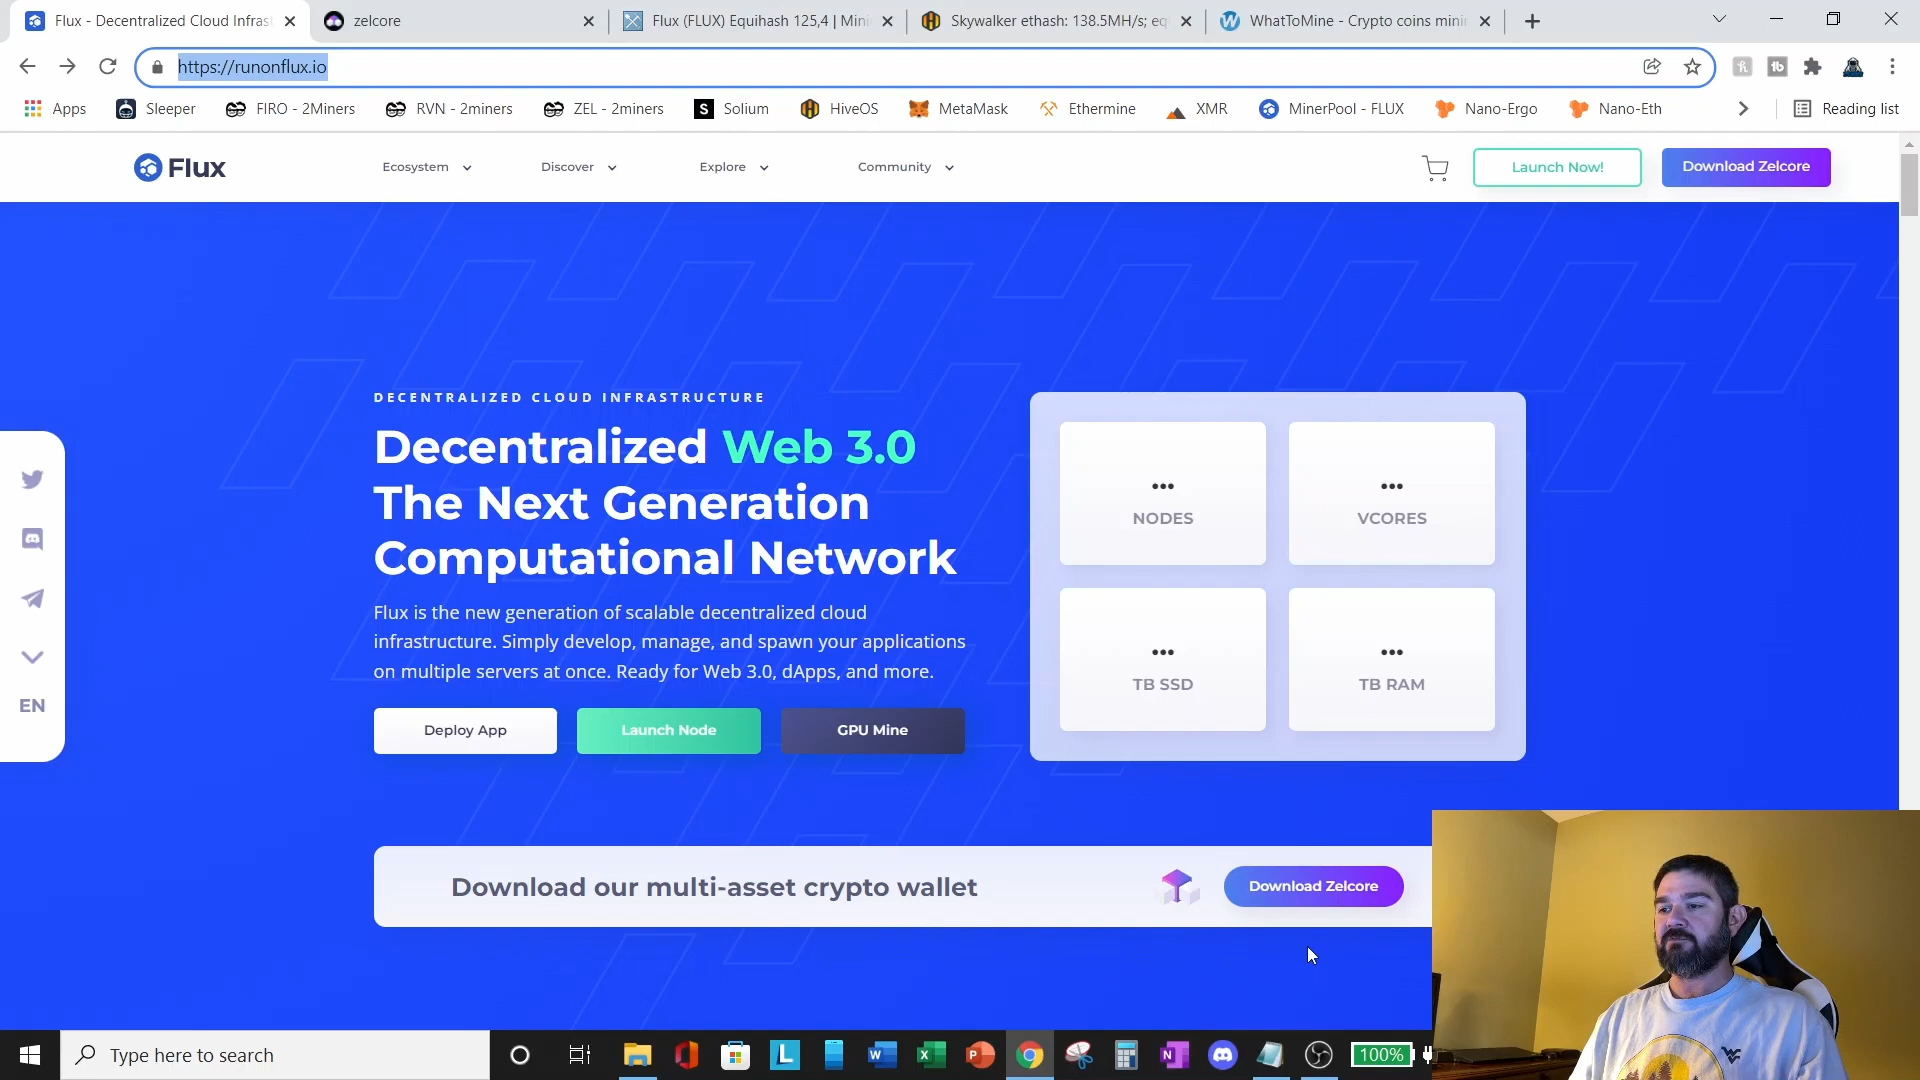 Flux - Decentralized Cloud Infras
zelcore
Flux (FLUX) Equihash 125,4 | Mini
Skywalker ethash: 138.5MH/s; eq
WhatToMine - Crypto coins mini
https://runonflux.io
Apps
Sleeper
FIRO - 2Miners
RVN - 2miners
ZEL - 2miners
Solium
HiveOS
MetaMask
Ethermine
XMR
MinerPool - FLUX
Nano-Ergo
Nano-Eth
Reading list
Flux
Ecosystem
Discover
Explore
Community
Launch Now!
Download Zelcore
DECENTRALIZED CLOUD INFRASTRUCTURE
Decentralized Web 3.0
The Next Generation
Computational Network
Flux is the new generation of scalable decentralized cloud
infrastructure. Simply develop, manage, and spawn your applications
on multiple servers at once. Ready for Web 3.0, dApps, and more.
Deploy App
Launch Node
GPU Mine
...
NODES
...
VCORES
...
TB SSD
...
TB RAM
EN
Download our multi-asset crypto wallet
Download Zelcore
Type here to search
100%